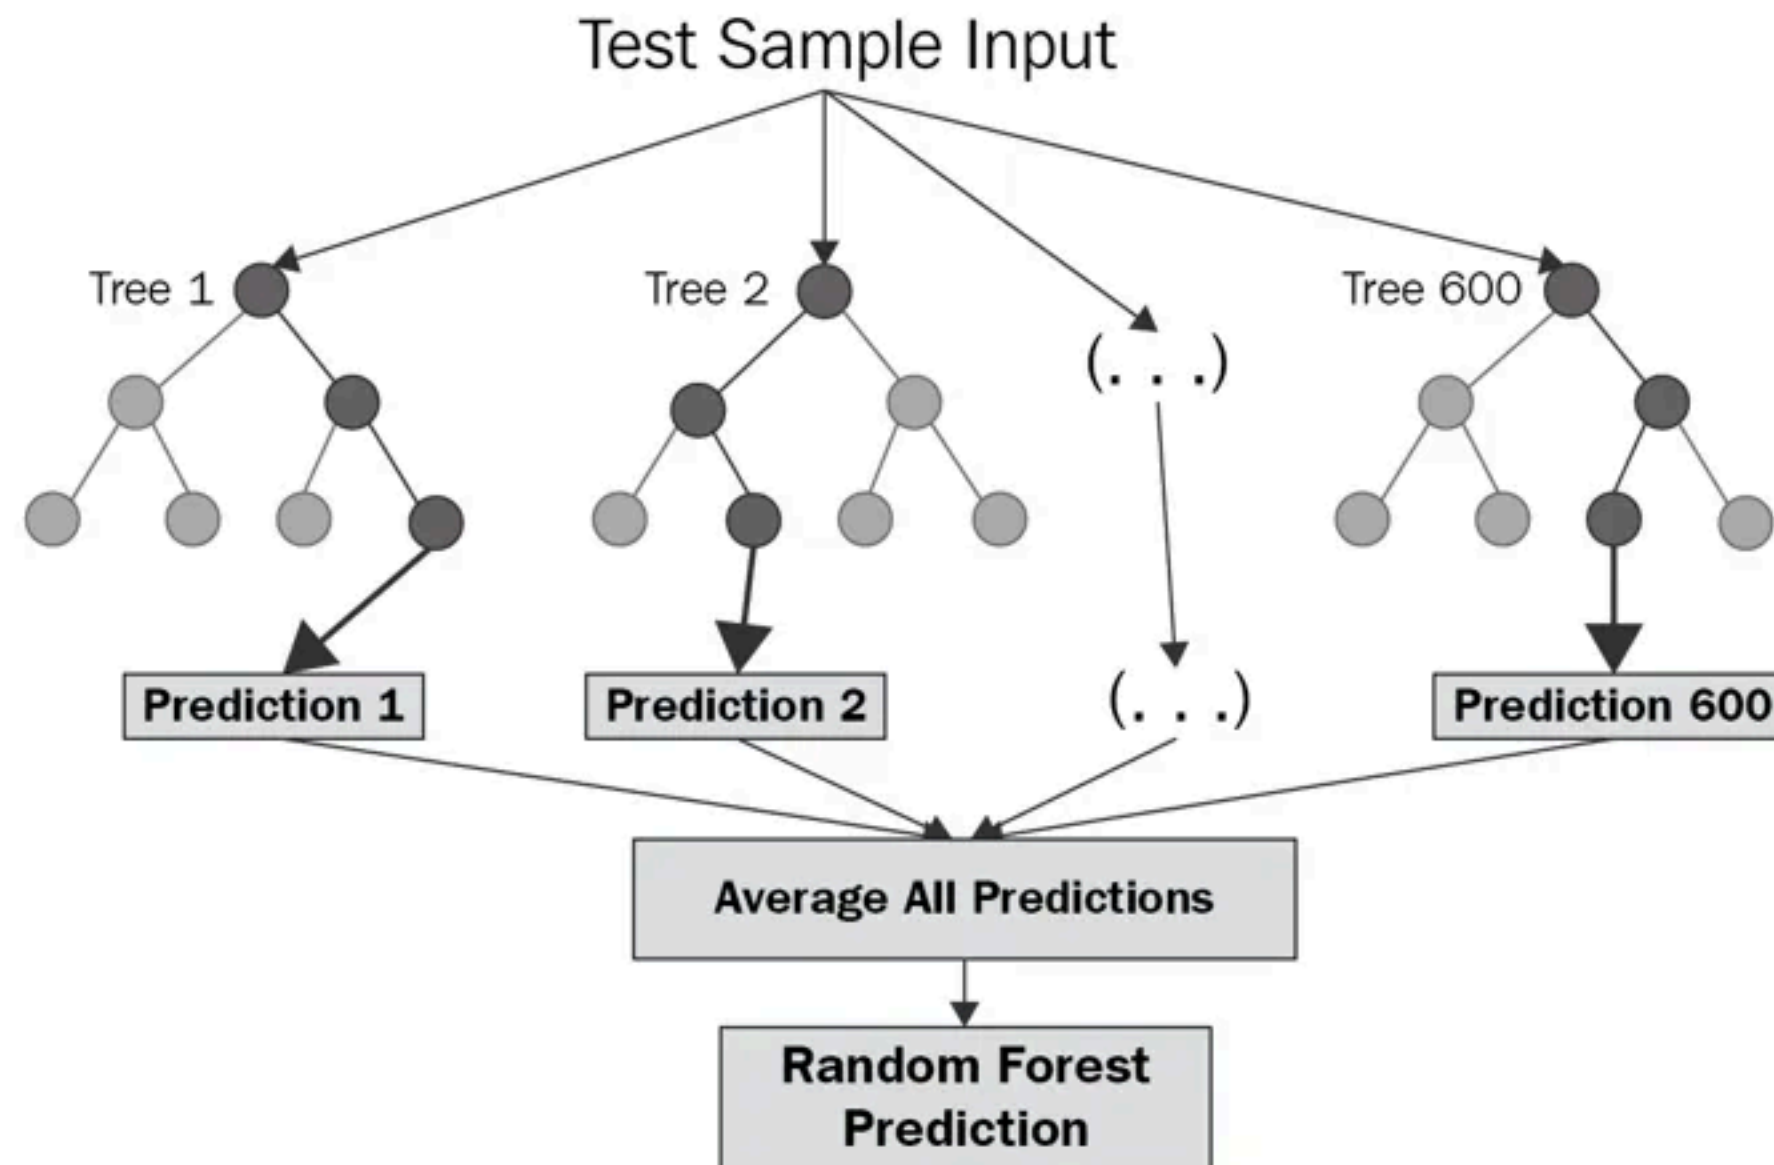 Test Sample Input
Tree 1
Tree 2
Tree 600
(. . .)
Prediction 1
Prediction 2
(. . .)
Prediction 600
Average All Predictions
Random Forest
Prediction